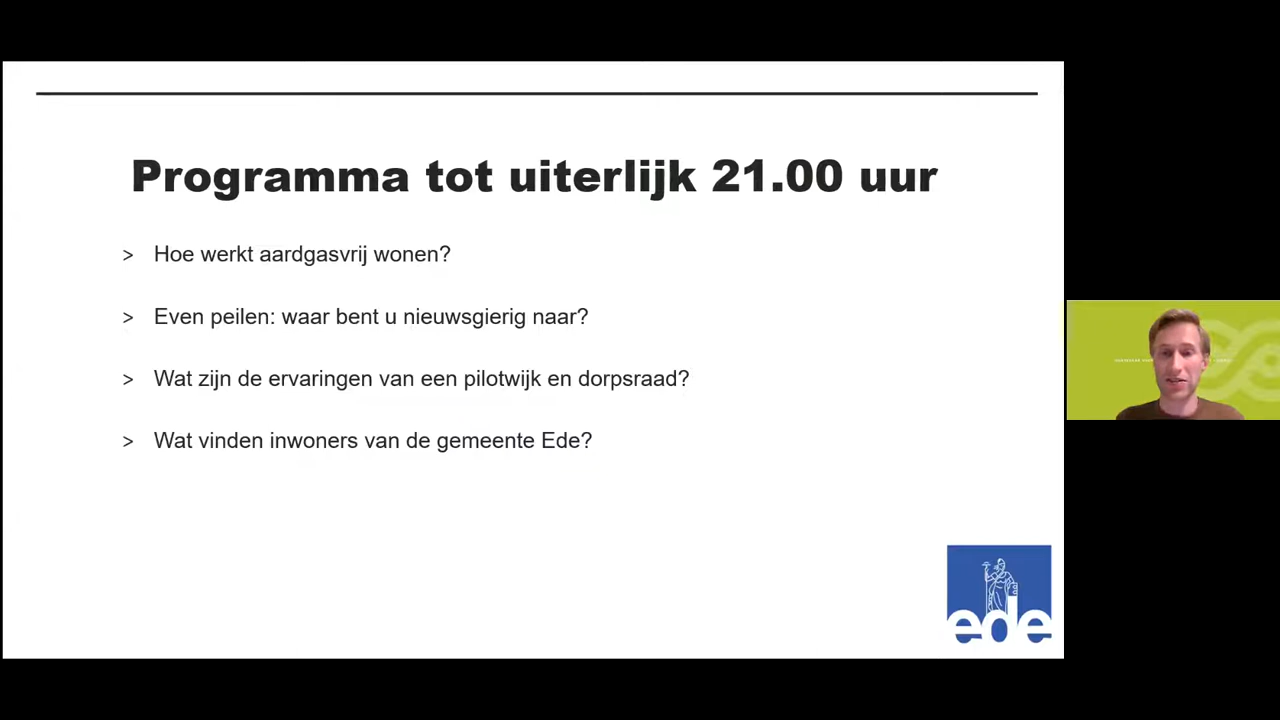 Programma tot uiterlijk 21.00 uur
> Hoe werkt aardgasvrij wonen?
> Even peilen: waar bent u nieuwsgierig naar?
> Wat zijn de ervaringen van een pilotwijk en dorpsraad?
> Wat vinden inwoners van de gemeente Ede?
ede